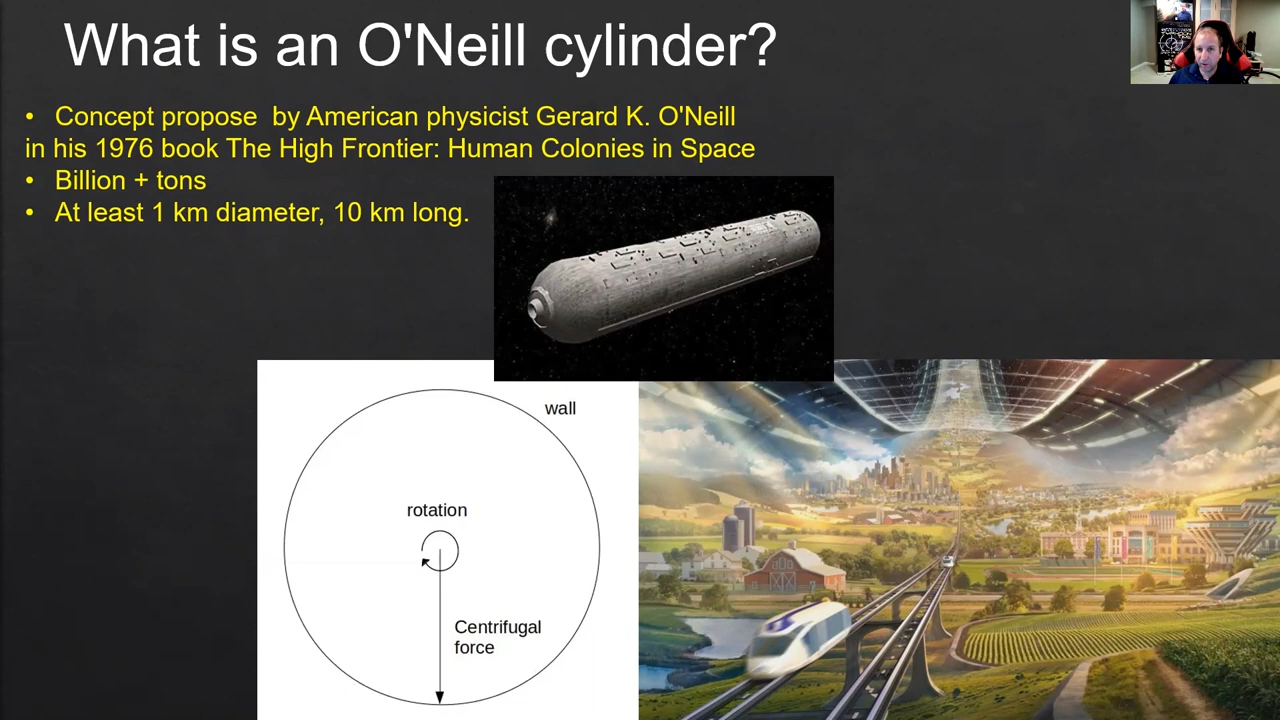 What is an O'Neill cylinder?
• Concept propose  by American physicist Gerard K. O'Neill
in his 1976 book The High Frontier: Human Colonies in Space
• Billion + tons
• At least 1 km diameter, 10 km long.
wall
rotation
Centrifugal
force